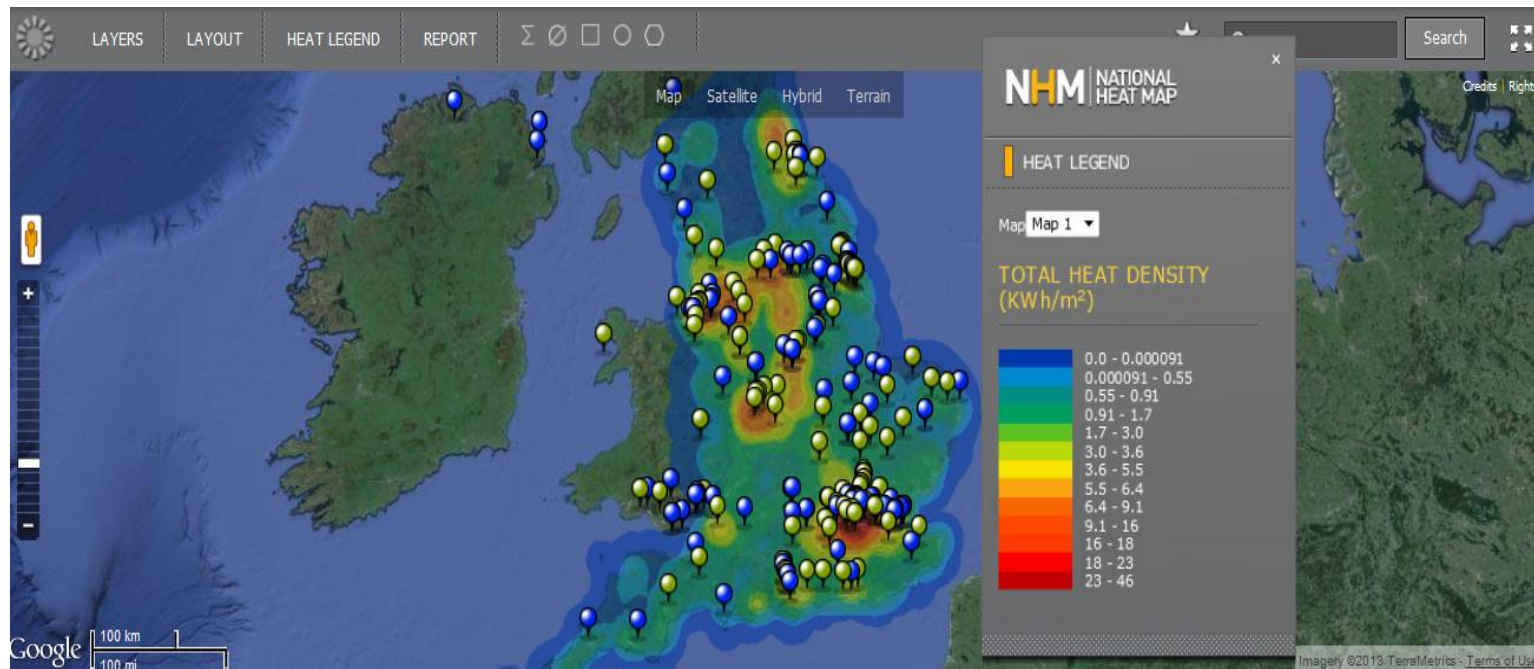 LAYERS LAYOUT HEAT LEGEND REPORT Σ
Search
Map Satellite Hybrid Terrain
Credits | Right
x
NHM NATIONAL
HEAT MAP
HEAT LEGEND
Map Map 1
TOTAL HEAT DENSITY
(KWh/m²)
0.0 - 0.000091
0.000091 - 0.55
0.55 - 0.91
0.91 - 1.7
1.7 - 3.0
3.0 - 3.6
3.6 - 5.5
5.5 - 6.4
6.4 - 9.1
9.1 - 16
16 - 18
18 - 23
23 - 46
+
-
Google
100 km
100 mi
Imagery ©2013 TerraMetrics - Terms of Us